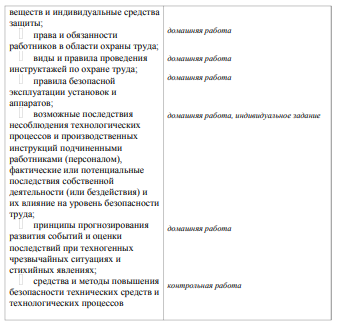 веществ и индивидуальные средства
защиты;
права и обязанности
работников в области охраны труда;
виды и правила проведения
инструктажей по охране труда;
правила безопасной
эксплуатации установок и
аппаратов;
возможные последствия
несоблюдения технологических
процессов и производственных
инструкций подчиненными
работниками (персоналом),
фактические или потенциальные
последствия собственной
деятельности (или бездействия) и
их влияние на уровень безопасности
труда;
принципы прогнозирования
развития событий и оценки
последствий при техногенных
чрезвычайных ситуациях и
стихийных явлениях;
средства и методы повышения
безопасности технических средств и
технологических процессов
домашняя работа
домашняя работа
домашняя работа
домашняя работа, индивидуальное задание
домашняя работа
контрольная работа